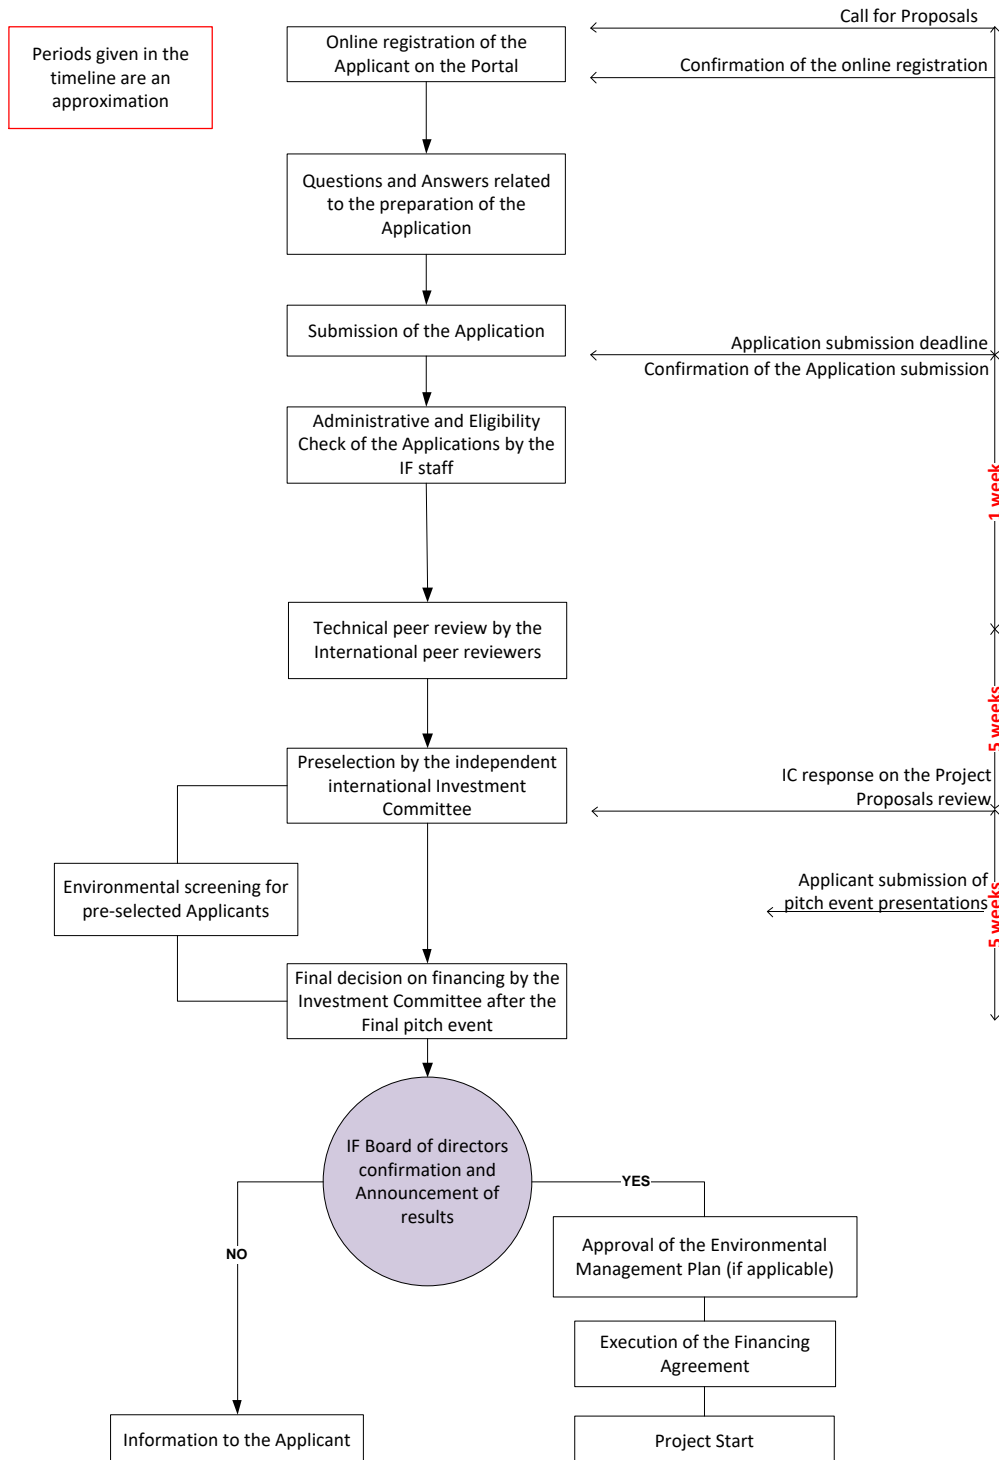 Call for Proposals
Periods given in the
timeline are an
approximation
Online registration of the
Applicant on the Portal
Confirmation of the online registration
Questions and Answers related
to the preparation of the
Application
Submission of the Application
Application submission deadline
Confirmation of the Application submission
Administrative and Eligibility
Check of the Applications by the
IF staff
1 week
Technical peer review by the
International peer reviewers
5 weeks
Preselection by the independent
international Investment
Committee
IC response on the Project
Proposals review
Environmental screening for
pre-selected Applicants
Applicant submission of
pitch event presentations
5 weeks
Final decision on financing by the
Investment Committee after the
Final pitch event
IF Board of directors
confirmation and
Announcement of
results
YES
NO
Approval of the Environmental
Management Plan (if applicable)
Execution of the Financing
Agreement
Information to the Applicant
Project Start